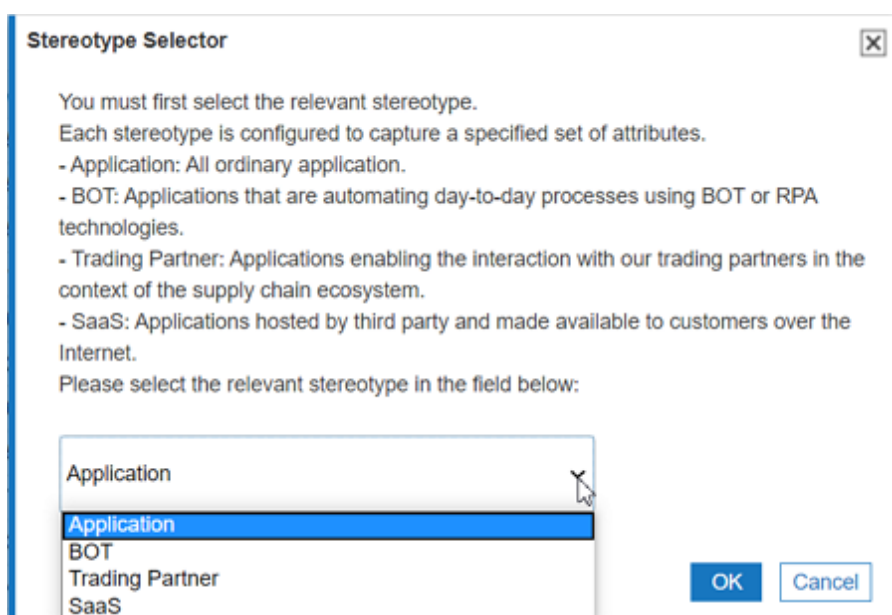 Stereotype Selector
You must first select the relevant stereotype.
Each stereotype is configured to capture a specified set of attributes.
- Application: All ordinary application.
- BOT: Applications that are automating day-to-day processes using BOT or RPA
technologies.
- Trading Partner: Applications enabling the interaction with our trading partners in the
context of the supply chain ecosystem.
- SaaS: Applications hosted by third party and made available to customers over the
Internet.
Please select the relevant stereotype in the field below:
Application
Application
BOT
Trading Partner
SaaS
OK Cancel